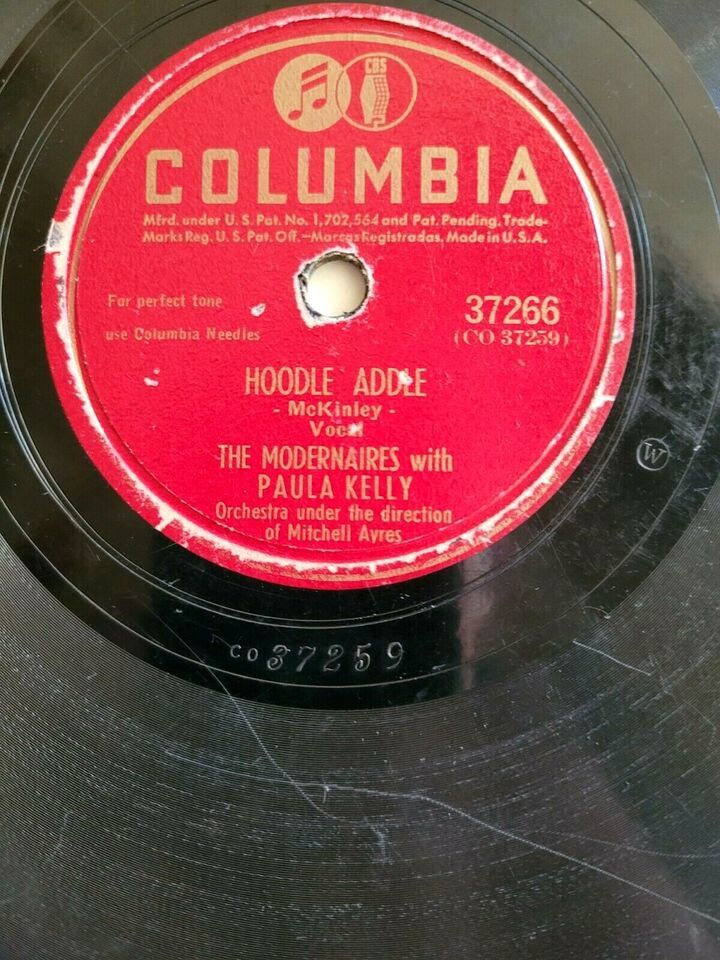 CBS
COLUMBIA
Mfrd. under U. S. Pat. No. 1,702,564 and Pat. Pending. Trade-
Marks Reg. U. S. Pat. Off. — Marcas Registradas. Made in U. S. A.
For perfect tone
use Columbia Needles
37266
(CO 37259)
HOODLE ADDLE
- McKinley -
Vocal
THE MODERNAIRES with
PAULA KELLY
Orchestra under the direction
of Mitchell Ayres
W
CO37259